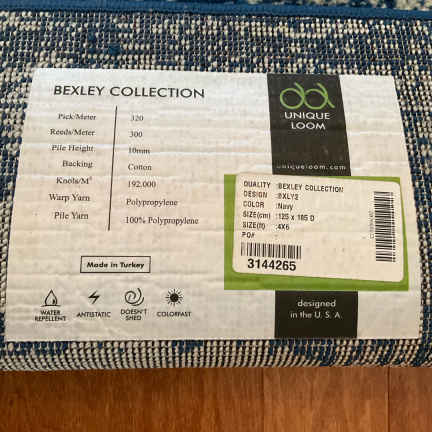 BEXLEY COLLECTION
Pick/Meter 320
Reeds/Meter 300
Pile Height 10mm
Backing Cotton
Knots/M² 192.000
Warp Yarn Polypropylene
Pile Yarn 100% Polypropylene
Made in Turkey
WATER REPELLENT
ANTISTATIC
DOESN'T SHED
COLORFAST
UNIQUE
LOOM
uniqueloom.com
QUALITY :BEXLEY COLLECTION
DESIGN :BXLY2
COLOR :Navy
SIZE(cm) :125 x 185 D
SIZE(ft) :4X6
PO# :
3144265
designed
in the U. S. A.